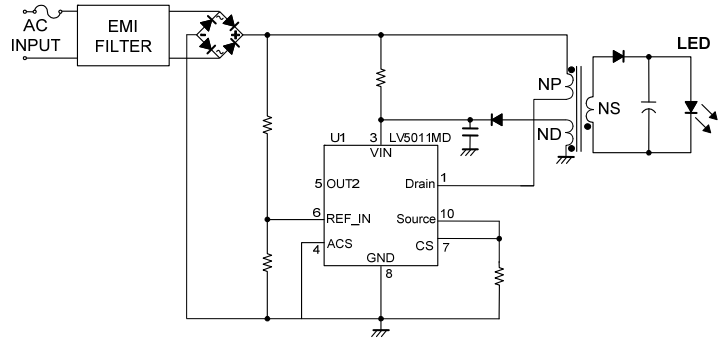 AC
INPUT
EMI
FILTER
LED
NP
NS
ND
U1
3
LV5011MD
VIN
5
OUT2
Drain
1
6
REF_IN
Source
10
4
ACS
CS
7
GND
8